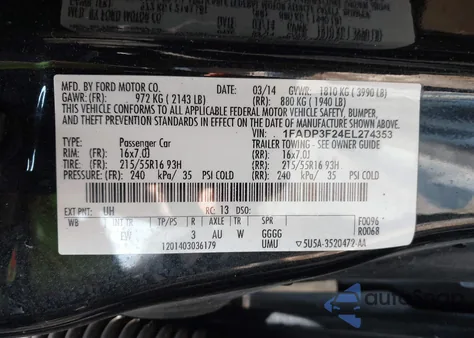 MFD. BY FORD MOTOR CO. DATE: 03/14 GVWR: 1810 KG ( 3990 LB)
GAWR: (FR) 972 KG ( 2143 LB) (RR): 880 KG ( 1940 LB)
THIS VEHICLE CONFORMS TO ALL APPLICABLE FEDERAL MOTOR VEHICLE SAFETY, BUMPER,
AND THEFT PREVENTION STANDARDS IN EFFECT ON THE DATE OF MANUFACTURE SHOWN ABOVE.
VIN: 1FADP3F24EL274353
TYPE: Passenger Car TRAILER TOWING - SEE OWNER GUIDE
RIM: 16x7.0J 16x7.0J
TIRE: (FR) 215/55R16 93H (RR) 215/55R16 93H
PRESSURE: (FR) 240 kPa/ 35 PSI COLD (RR) 240 kPa/ 35 PSI COLD
EXT PNT: UH RC: 13 DSO:
WB INT TR TP/PS R AXLE TR SPR F0096
EW 3 AU W GGGG R0068
1201403036179 UMU 5USA-3520472-AA